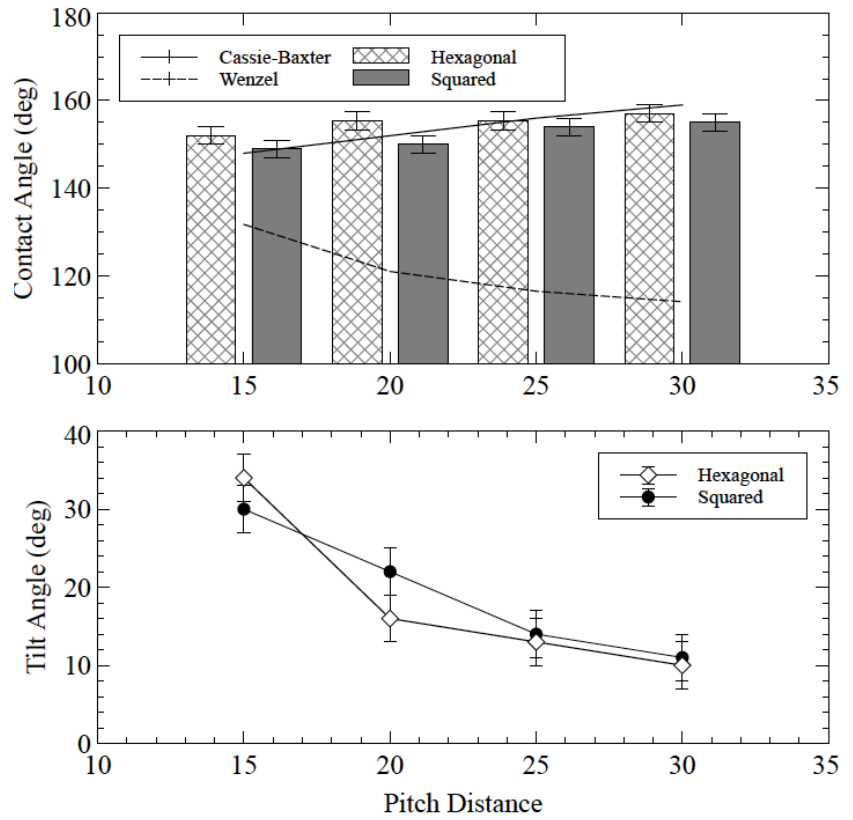 180
160
140
120
100
Contact Angle (deg)
Cassie-Baxter
Wenzel
Hexagonal
Squared
10
15
20
25
30
35
40
30
20
10
0
Tilt Angle (deg)
Hexagonal
Squared
10
15
20
25
30
35
Pitch Distance